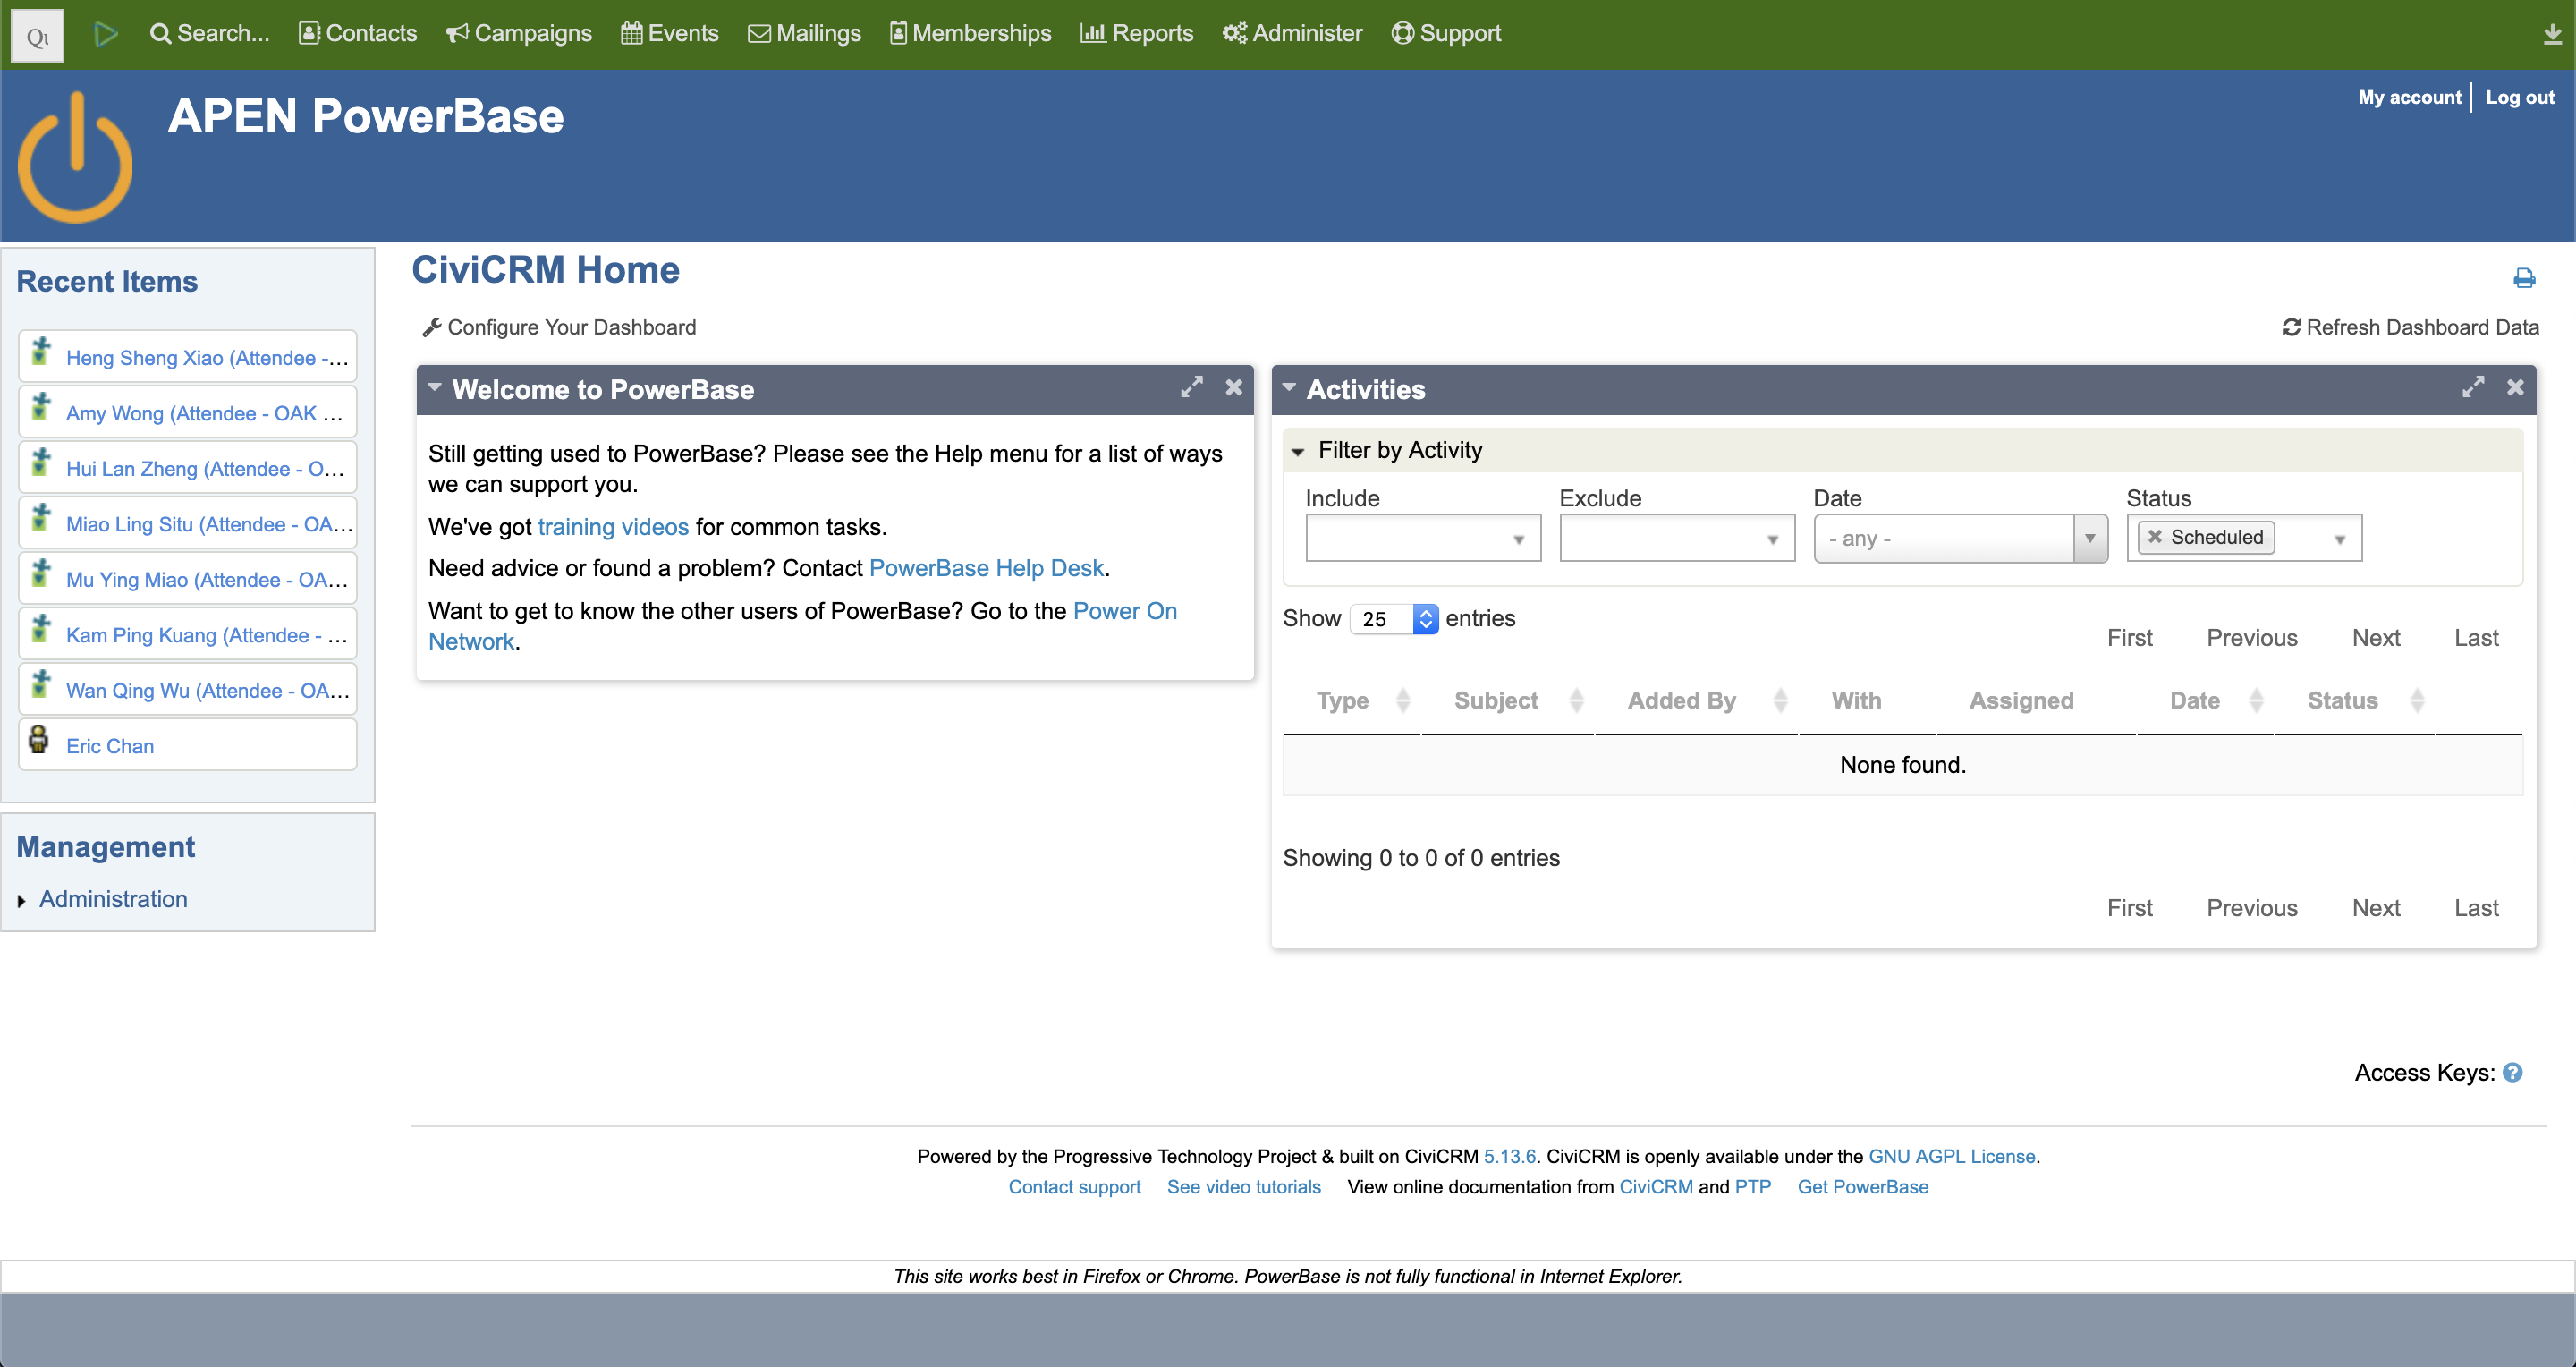 Qu
Search...
Contacts
Campaigns
Events
Mailings
Memberships
Reports
Administer
Support
APEN PowerBase
My account
Log out
Recent Items
Heng Sheng Xiao (Attendee -...
Amy Wong (Attendee - OAK ...
Hui Lan Zheng (Attendee - O...
Miao Ling Situ (Attendee - OA...
Mu Ying Miao (Attendee - OA...
Kam Ping Kuang (Attendee - ...
Wan Qing Wu (Attendee - OA...
Eric Chan
Management
Administration
CiviCRM Home
Configure Your Dashboard
Refresh Dashboard Data
Welcome to PowerBase
Still getting used to PowerBase? Please see the Help menu for a list of ways
we can support you.
We've got training videos for common tasks.
Need advice or found a problem? Contact PowerBase Help Desk.
Want to get to know the other users of PowerBase? Go to the Power On
Network.
Activities
Filter by Activity
Include Exclude Date Status
- any - Scheduled
Show 25 entries
First Previous Next Last
Type Subject Added By With Assigned Date Status
None found.
Showing 0 to 0 of 0 entries
First Previous Next Last
Access Keys:
Powered by the Progressive Technology Project & built on CiviCRM 5.13.6. CiviCRM is openly available under the GNU AGPL License.
Contact support See video tutorials View online documentation from CiviCRM and PTP Get PowerBase
This site works best in Firefox or Chrome. PowerBase is not fully functional in Internet Explorer.